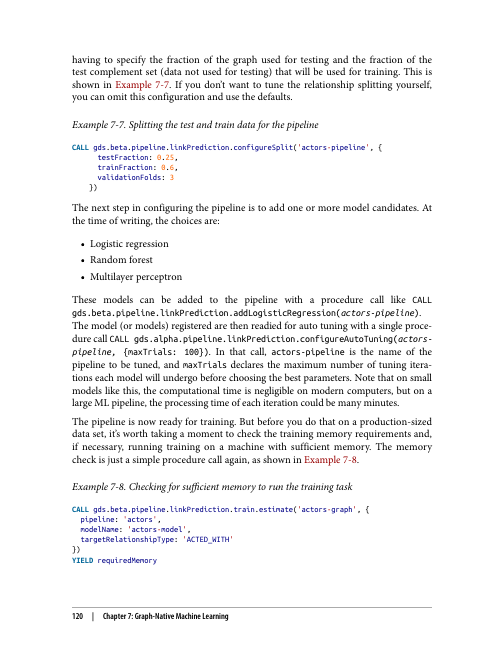 having to specify the fraction of the graph used for testing and the fraction of the
test complement set (data not used for testing) that will be used for training. This is
shown in Example 7-7. If you don't want to tune the relationship splitting yourself,
you can omit this configuration and use the defaults.
Example 7-7. Splitting the test and train data for the pipeline
CALL gds.beta.pipeline.linkPrediction.configureSplit('actors-pipeline', {
testFraction: 0.25,
trainFraction: 0.6,
validationFolds: 3
})
The next step in configuring the pipeline is to add one or more model candidates. At
the time of writing, the choices are:
• Logistic regression
• Random forest
• Multilayer perceptron
These models can be added to the pipeline with a procedure call like CALL
gds.beta.pipeline.linkPrediction.addLogisticRegression(actors-pipeline).
The model (or models) registered are then readied for auto tuning with a single proce-
dure call CALL gds.alpha.pipeline.linkPrediction.configureAutoTuning(actors-
pipeline, {maxTrials: 100}). In that call, actors-pipeline is the name of the
pipeline to be tuned, and maxTrials declares the maximum number of tuning itera-
tions each model will undergo before choosing the best parameters. Note that on small
models like this, the computational time is negligible on modern computers, but on a
large ML pipeline, the processing time of each iteration could be many minutes.
The pipeline is now ready for training. But before you do that on a production-sized
data set, it's worth taking a moment to check the training memory requirements and,
if necessary, running training on a machine with sufficient memory. The memory
check is just a simple procedure call again, as shown in Example 7-8.
Example 7-8. Checking for sufficient memory to run the training task
CALL gds.beta.pipeline.linkPrediction.train.estimate('actors-graph', {
pipeline: 'actors',
modelName: 'actors-model',
targetRelationshipType: 'ACTED_WITH'
})
YIELD requiredMemory
120 | Chapter 7: Graph-Native Machine Learning